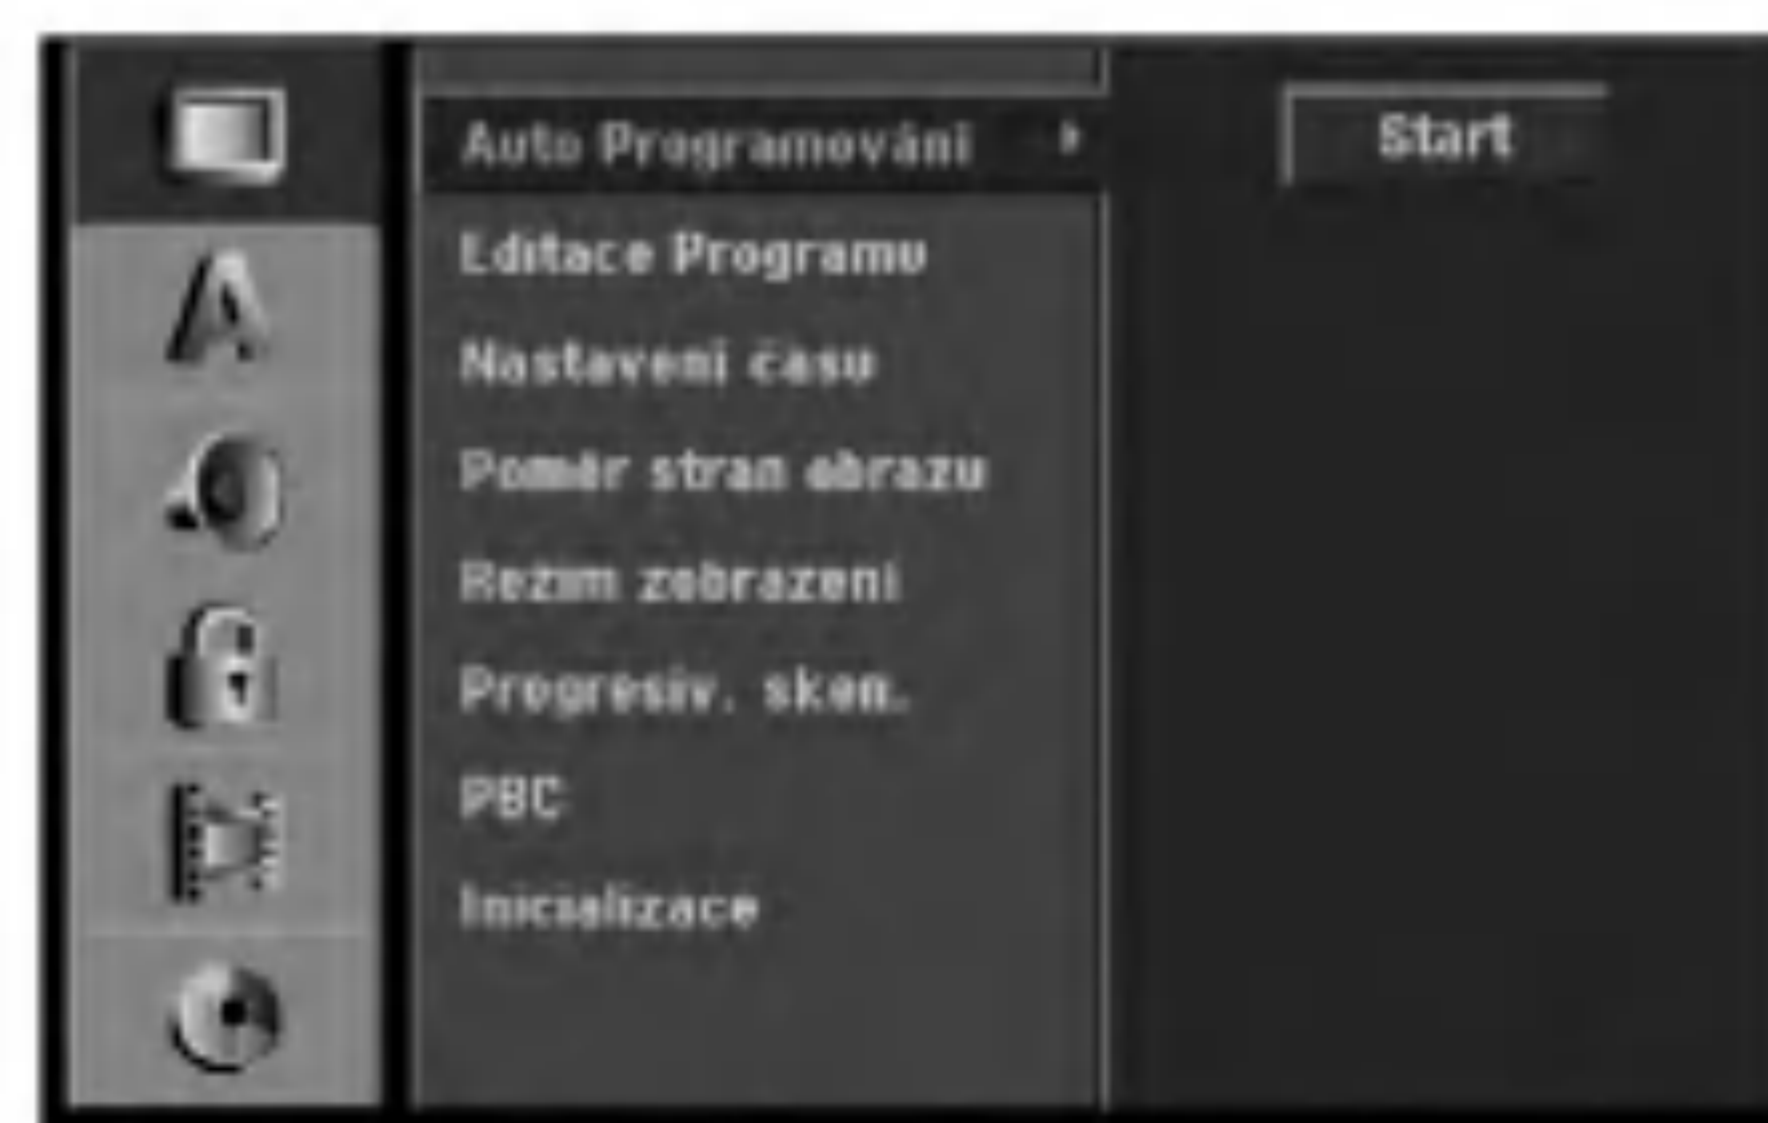 Auto Programování
Start
Editace Programu
Nastavení času
Poměr stran obrazu
Režim zobrazení
Progresiv. sken.
PBC
Inicializace